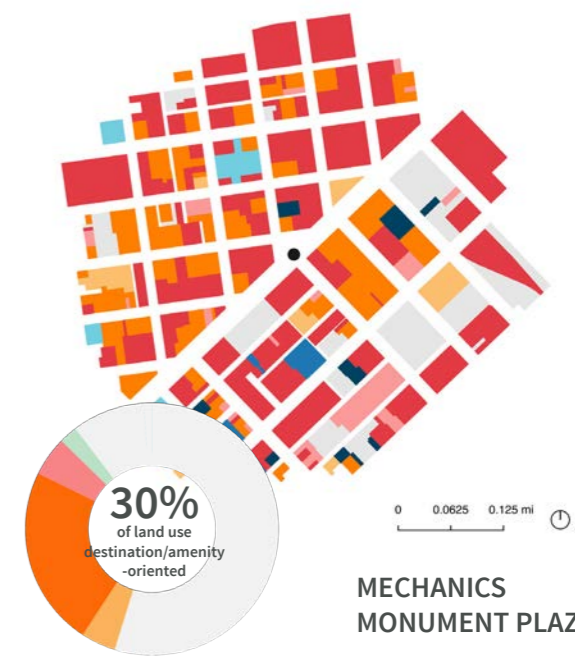 30%
of land use
destination/amenity
-oriented
0 0.0625 0.125 mi
MECHANICS
MONUMENT PLAZ